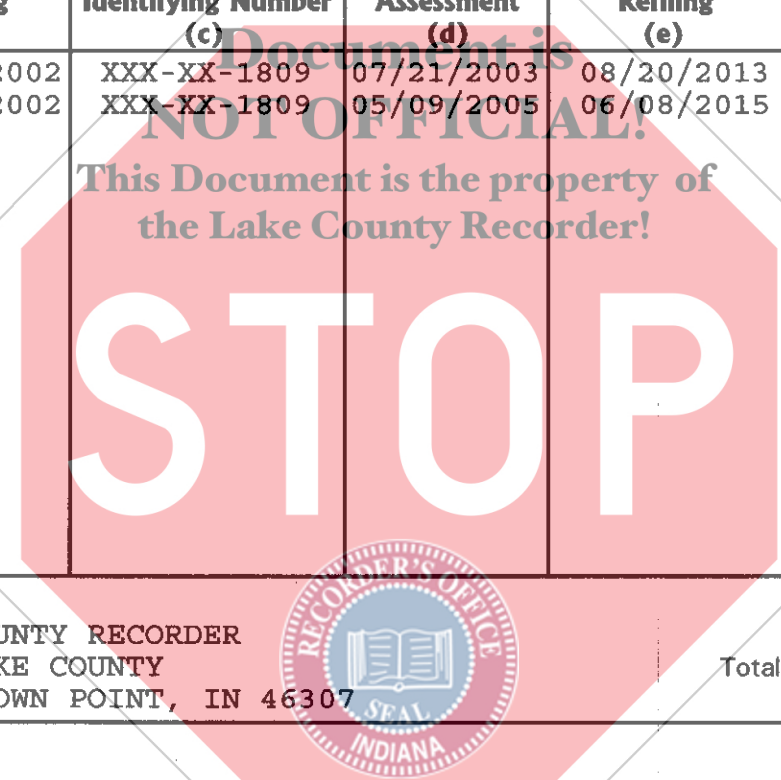 Identifying Number Assessment Refiling
(c) (d) (e)
Document is
2002 XXX-XX-1809 07/21/2003 08/20/2013
2002 XXX-XX-1809 05/09/2005 06/08/2015
NOT OFFICIAL!
This Document is the property of
the Lake County Recorder!
STOP
UNTY RECORDER
KE COUNTY
OWN POINT, IN 46307
Total
RECORDER'S OFFICE
SEAL
INDIANA